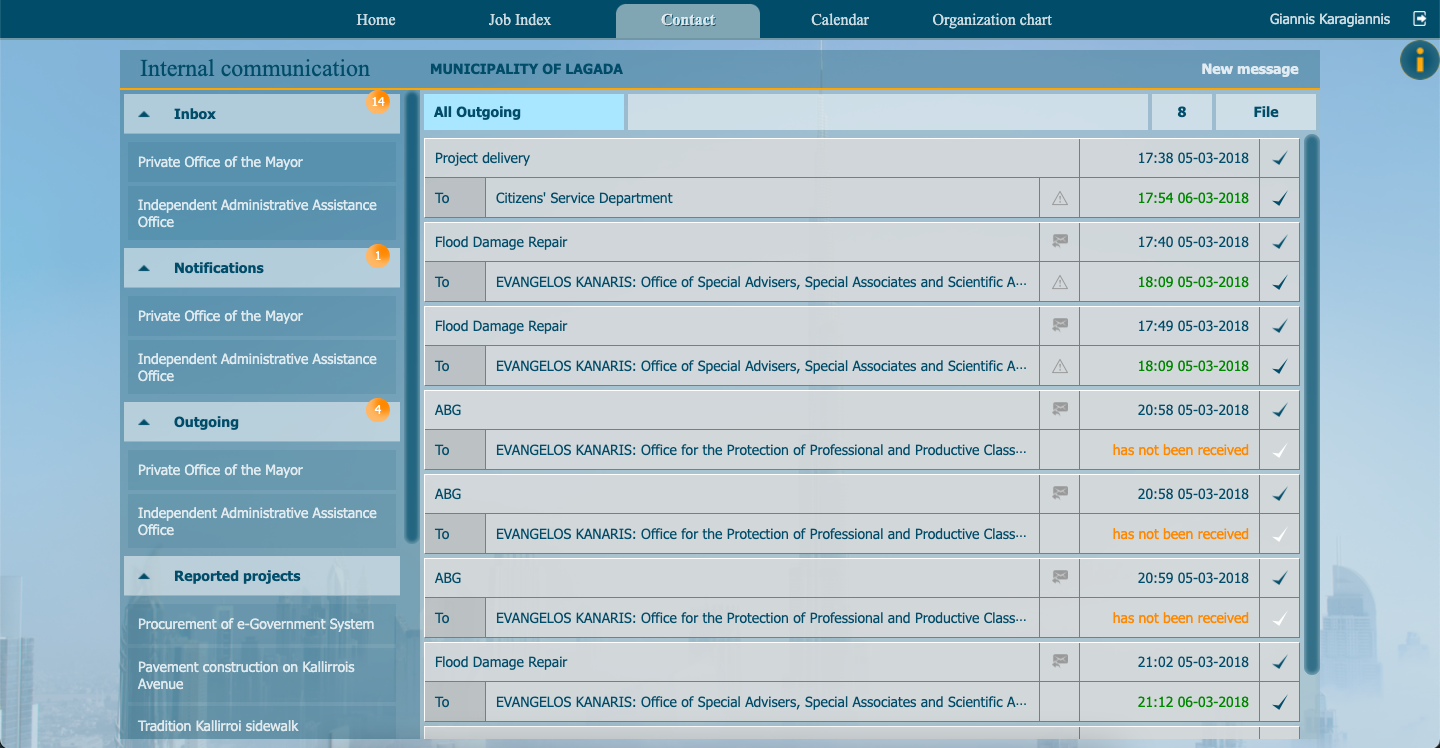 Home
Job Index
Contact
Calendar
Organization chart
Giannis Karagiannis
Internal communication
MUNICIPALITY OF LAGADA
New message
Inbox
14
Private Office of the Mayor
Independent Administrative Assistance
Office
Notifications
1
Private Office of the Mayor
Independent Administrative Assistance
Office
Outgoing
4
Private Office of the Mayor
Independent Administrative Assistance
Office
Reported projects
Procurement of e-Government System
Pavement construction on Kallirrois
Avenue
Tradition Kallirroi sidewalk
All Outgoing
8
File
Project delivery
17:38 05-03-2018
To
Citizens' Service Department
17:54 06-03-2018
Flood Damage Repair
17:40 05-03-2018
To
EVANGELOS KANARIS: Office of Special Advisers, Special Associates and Scientific A···
18:09 05-03-2018
Flood Damage Repair
17:49 05-03-2018
To
EVANGELOS KANARIS: Office of Special Advisers, Special Associates and Scientific A···
18:09 05-03-2018
ABG
20:58 05-03-2018
To
EVANGELOS KANARIS: Office for the Protection of Professional and Productive Class···
has not been received
ABG
20:58 05-03-2018
To
EVANGELOS KANARIS: Office for the Protection of Professional and Productive Class···
has not been received
ABG
20:59 05-03-2018
To
EVANGELOS KANARIS: Office for the Protection of Professional and Productive Class···
has not been received
Flood Damage Repair
21:02 05-03-2018
To
EVANGELOS KANARIS: Office of Special Advisers, Special Associates and Scientific A···
21:12 06-03-2018